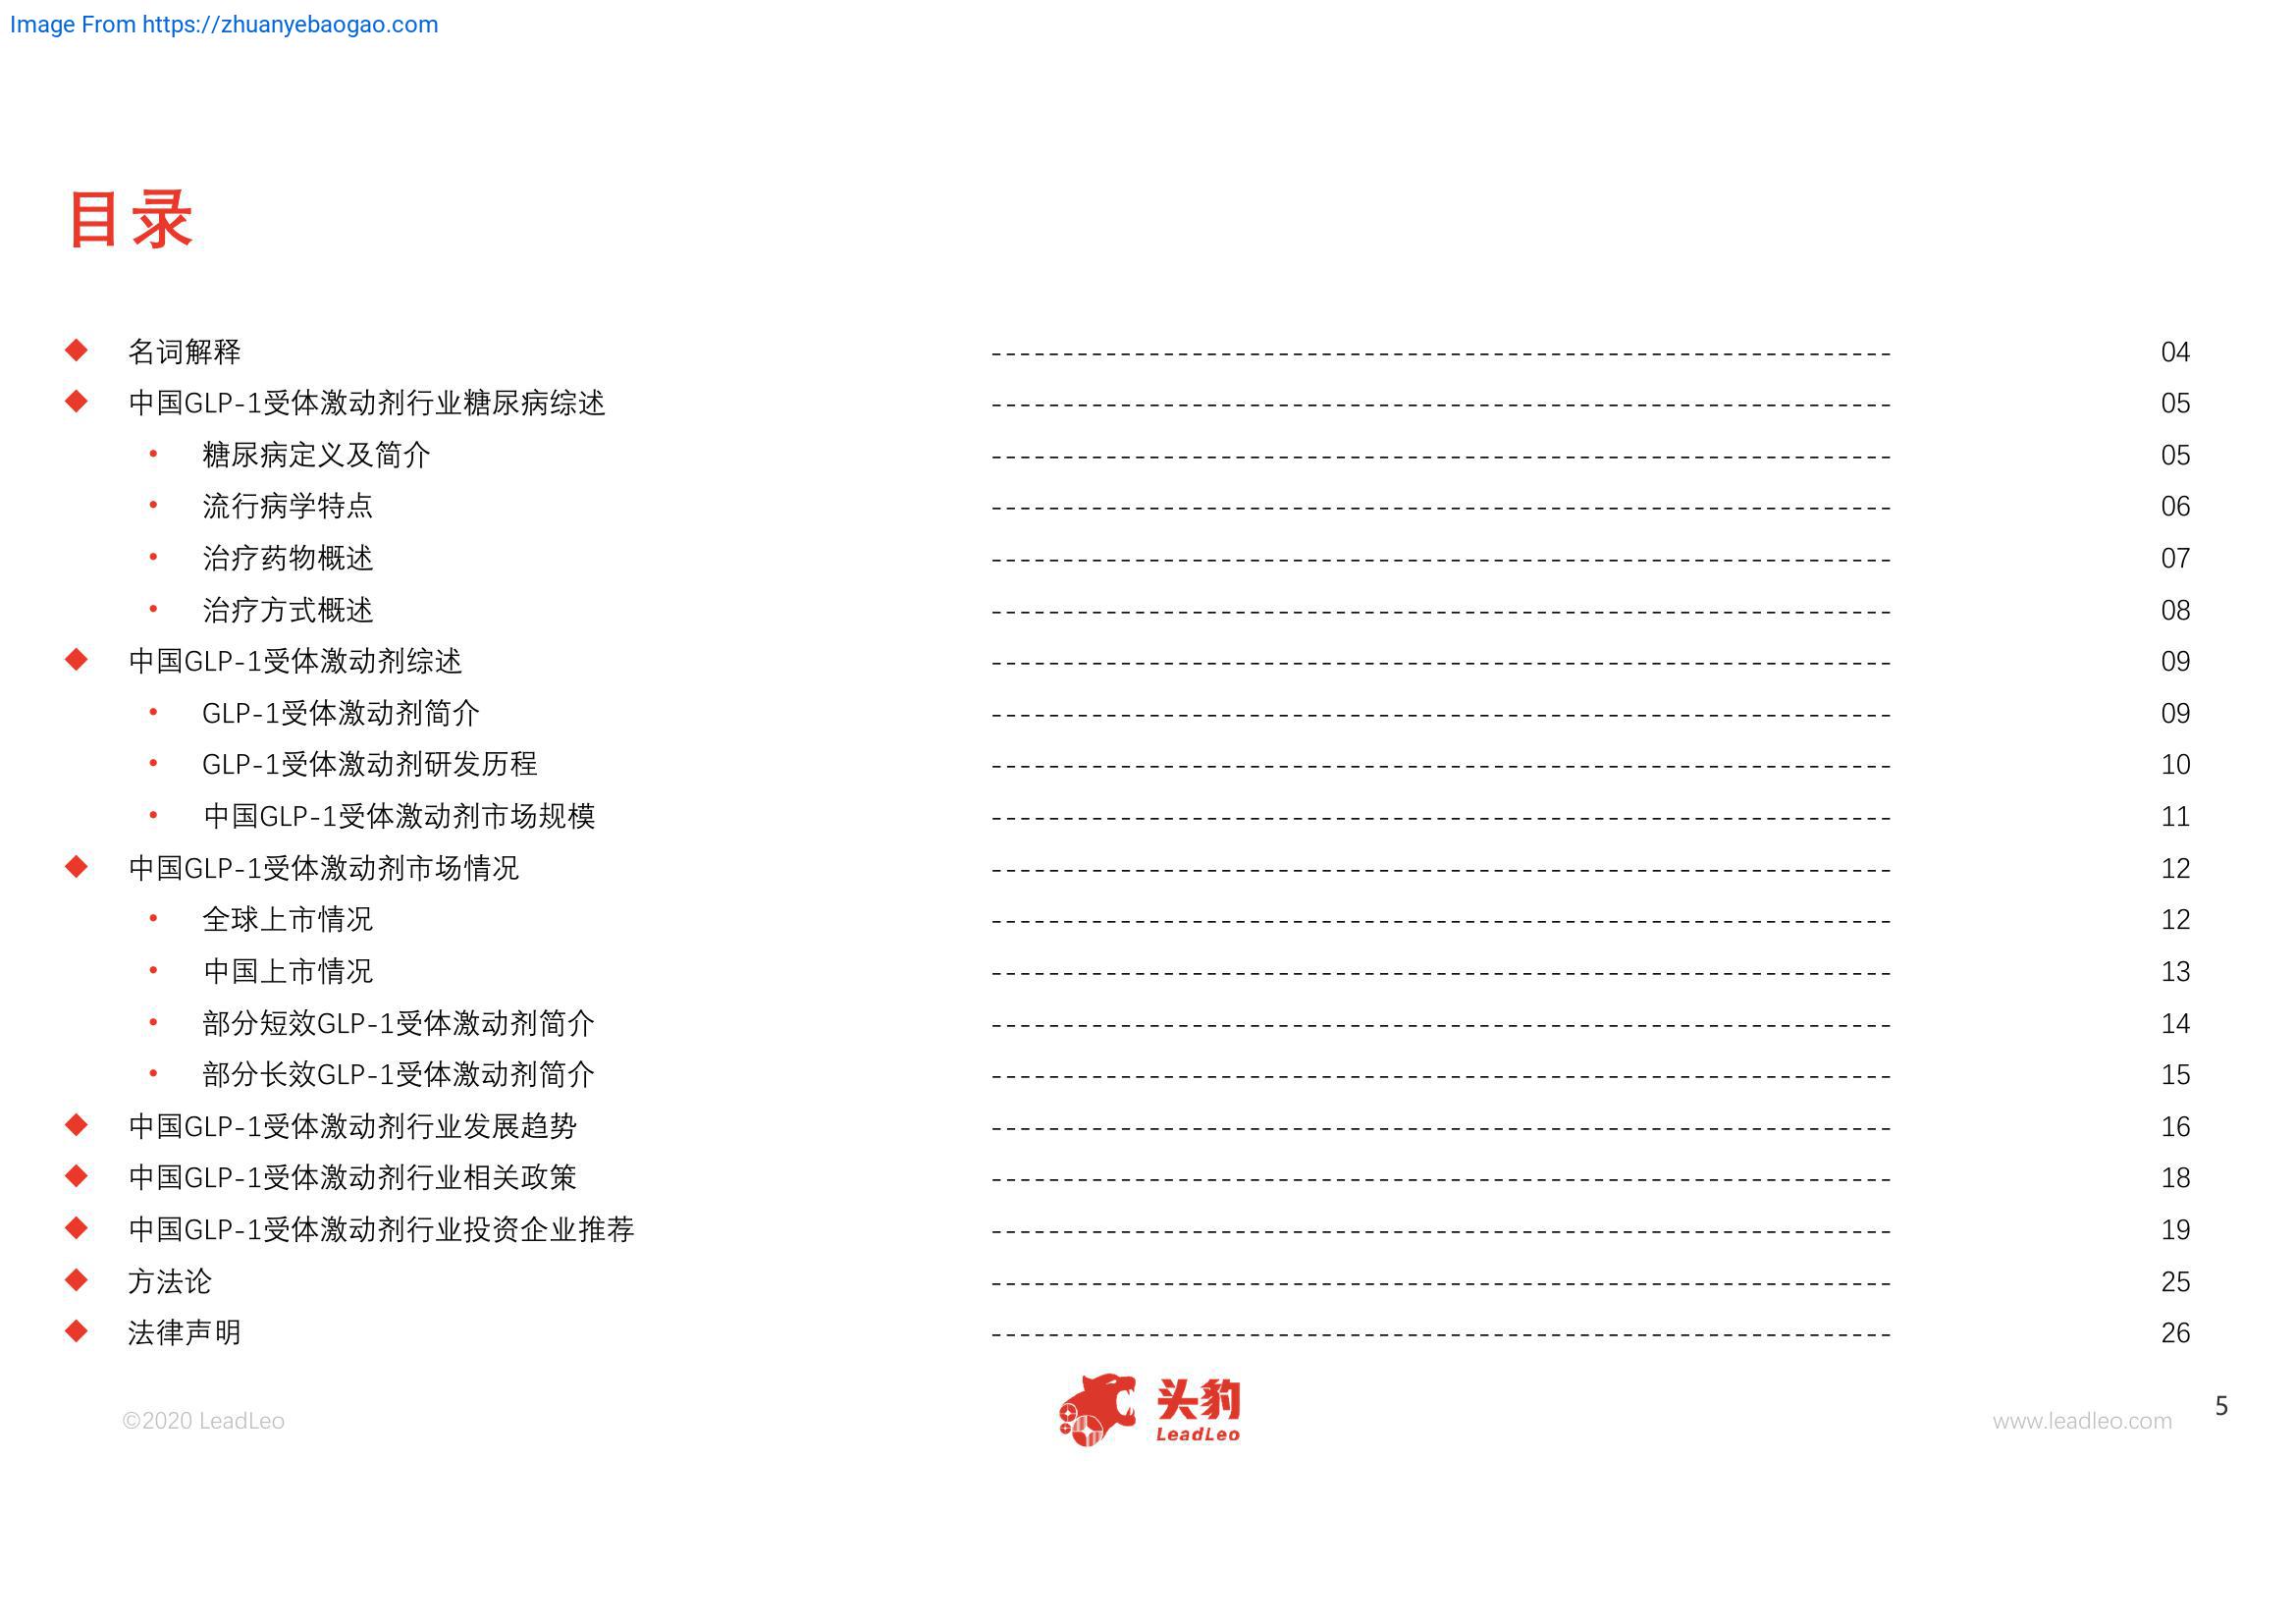 Image From https://zhuanyebaogao.com
目录
◆ 名词解释 ---------------------------------------------------------------- 04
◆ 中国GLP-1受体激动剂行业糖尿病综述 ---------------------------------------------------------------- 05
• 糖尿病定义及简介 ---------------------------------------------------------------- 05
• 流行病学特点 ---------------------------------------------------------------- 06
• 治疗药物概述 ---------------------------------------------------------------- 07
• 治疗方式概述 ---------------------------------------------------------------- 08
◆ 中国GLP-1受体激动剂综述 ---------------------------------------------------------------- 09
• GLP-1受体激动剂简介 ---------------------------------------------------------------- 09
• GLP-1受体激动剂研发历程 ---------------------------------------------------------------- 10
• 中国GLP-1受体激动剂市场规模 ---------------------------------------------------------------- 11
◆ 中国GLP-1受体激动剂市场情况 ---------------------------------------------------------------- 12
• 全球上市情况 ---------------------------------------------------------------- 12
• 中国上市情况 ---------------------------------------------------------------- 13
• 部分短效GLP-1受体激动剂简介 ---------------------------------------------------------------- 14
• 部分长效GLP-1受体激动剂简介 ---------------------------------------------------------------- 15
◆ 中国GLP-1受体激动剂行业发展趋势 ---------------------------------------------------------------- 16
◆ 中国GLP-1受体激动剂行业相关政策 ---------------------------------------------------------------- 18
◆ 中国GLP-1受体激动剂行业投资企业推荐 ---------------------------------------------------------------- 19
◆ 方法论 ---------------------------------------------------------------- 25
◆ 法律声明 ---------------------------------------------------------------- 26
©2020 LeadLeo
头豹
LeadLeo
www.leadleo.com
5